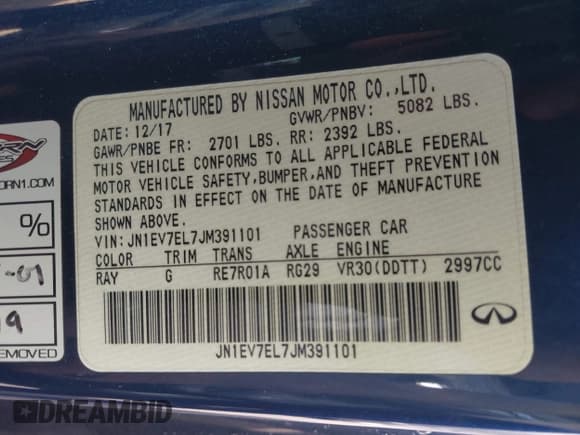 MANUFACTURED BY NISSAN MOTOR CO.,LTD.
DATE: 12/17 GVWR/PNBV: 5082 LBS.
GAWR/PNBE FR: 2701 LBS. RR: 2392 LBS.
THIS VEHICLE CONFORMS TO ALL APPLICABLE FEDERAL
MOTOR VEHICLE SAFETY,BUMPER,AND THEFT PREVENTION
STANDARDS IN EFFECT ON THE DATE OF MANUFACTURE
SHOWN ABOVE.
VIN: JN1EV7EL7JM391101 PASSENGER CAR
COLOR TRIM TRANS AXLE ENGINE
RAY G RE7R01A RG29 VR30(DDTT) 2997CC
JN1EV7EL7JM391101
%
DREAMBID